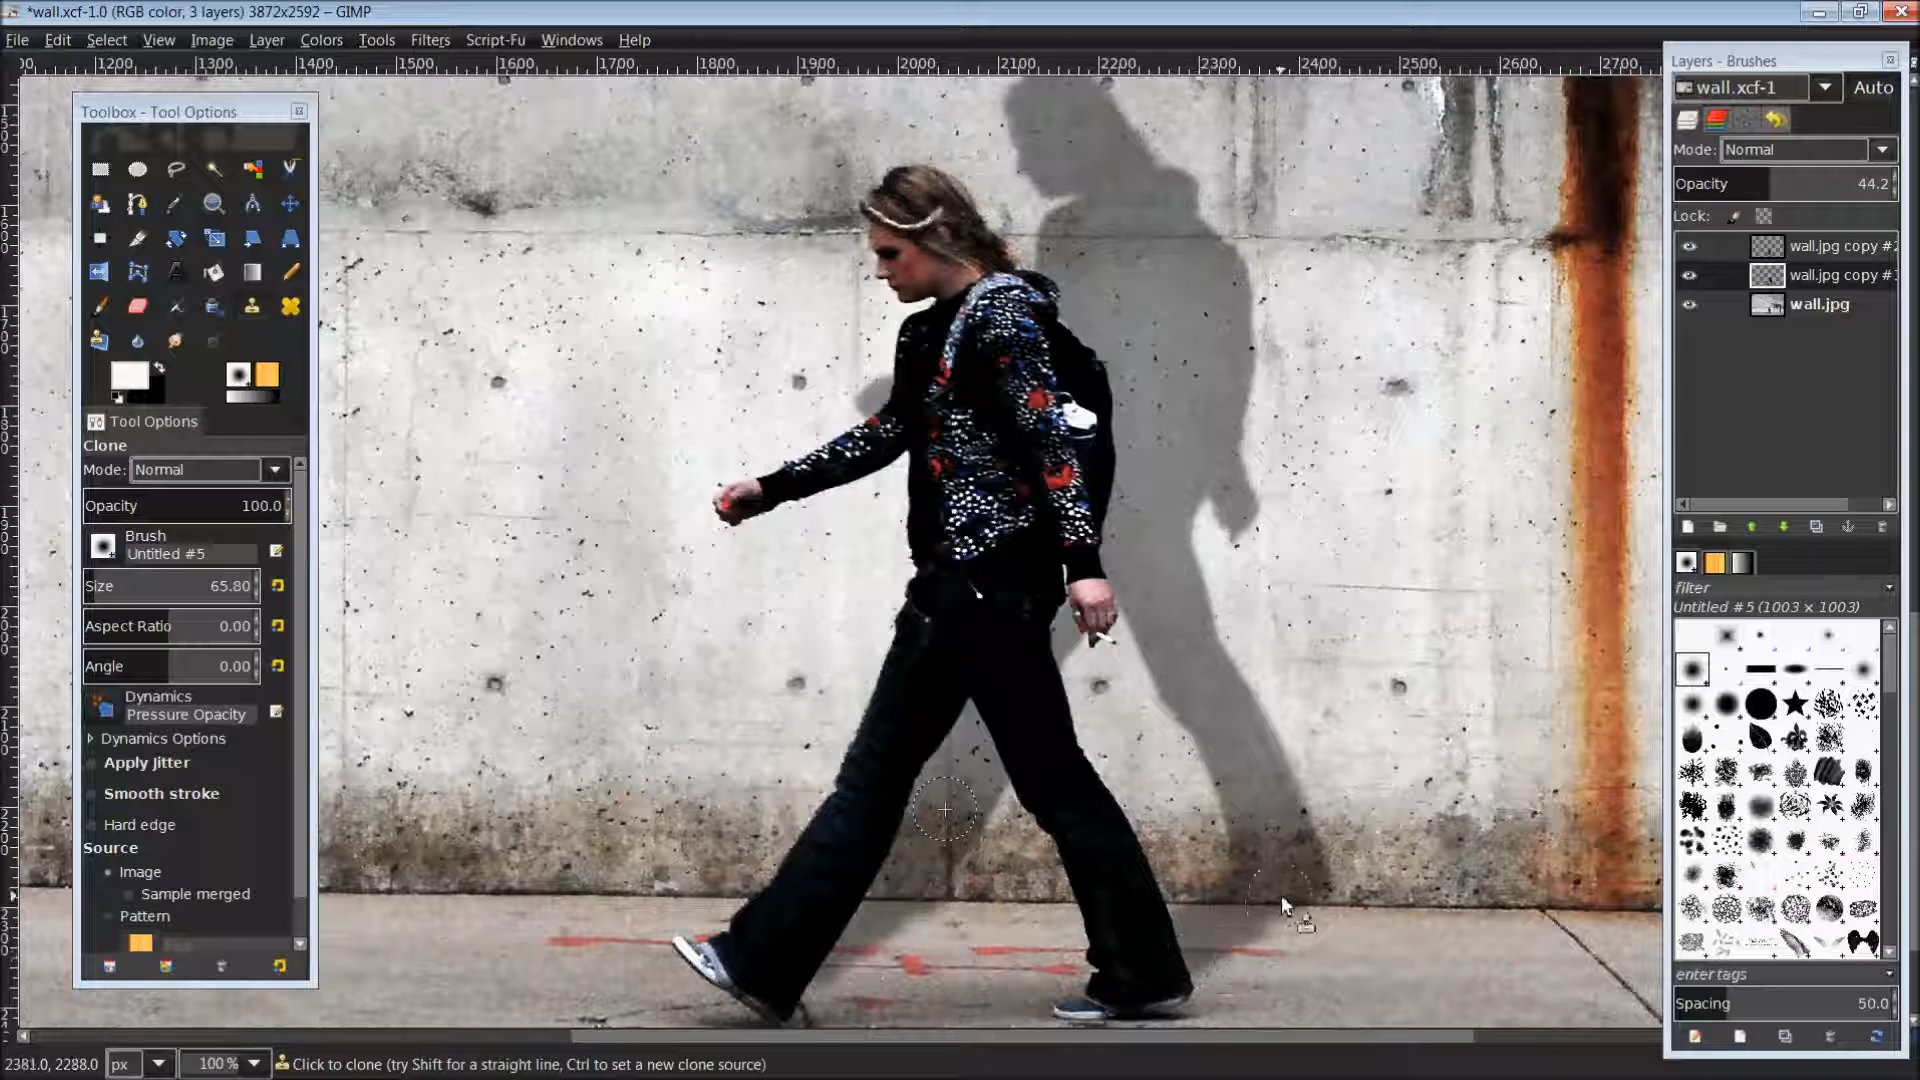 *wall.xcf-1.0 (RGB color, 3 layers) 3872x2592 – GIMP
File Edit Select View Image Layer Colors Tools Filters Script-Fu Windows Help
1200 1300 1400 1500 1600 1700 1800 1900 2000 2100 2200 2300 2400 2500 2600 2700
Toolbox - Tool Options
Tool Options
Clone
Mode: Normal
Opacity 100.0
Brush
Untitled #5
Size 65.80
Aspect Ratio 0.00
Angle 0.00
Dynamics
Pressure Opacity
Dynamics Options
Apply Jitter
Smooth stroke
Hard edge
Source
Image
Sample merged
Pattern
Layers - Brushes
wall.xcf-1 Auto
Mode: Normal
Opacity 44.2
Lock:
wall.jpg copy #2
wall.jpg copy #
wall.jpg
filter
Untitled #5 (1003 × 1003)
enter tags
Spacing 50.0
2381.0, 2288.0 px 100 % Click to clone (try Shift for a straight line, Ctrl to set a new clone source)